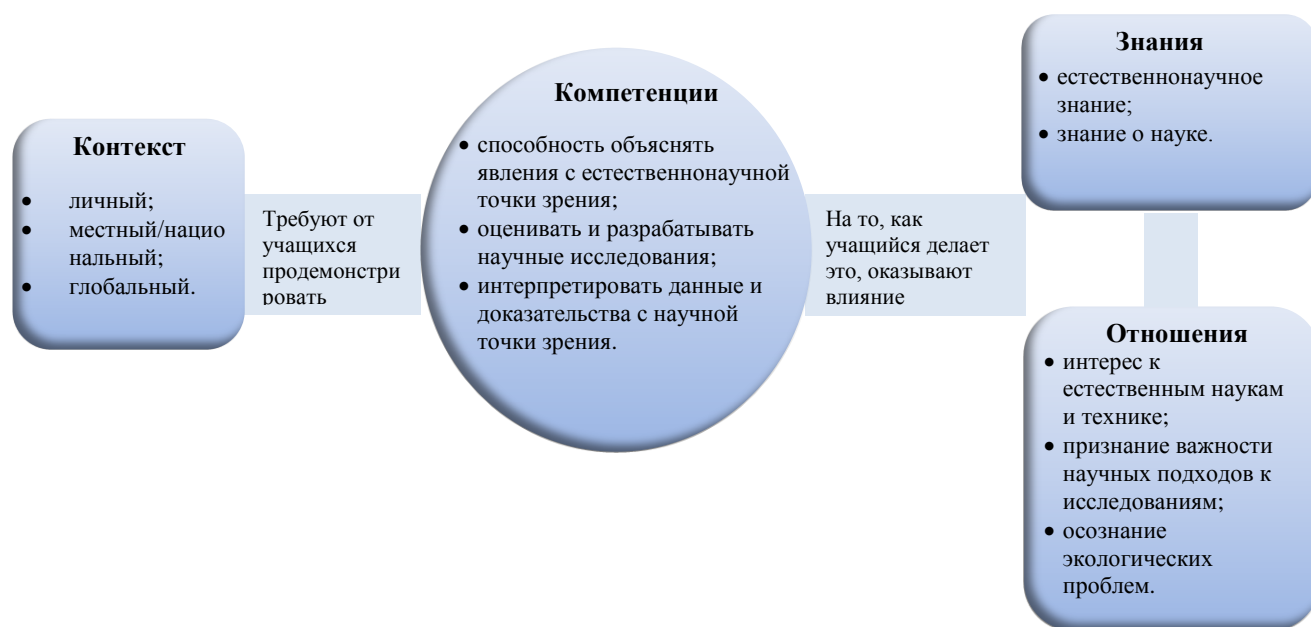 Контекст
• личный;
• местный/нацио
нальный;
• глобальный.
Требуют от
учащихся
продемонстри
ровать
Компетенции
• способность объяснять
явления с естественнонаучной
точки зрения;
• оценивать и разрабатывать
научные исследования;
• интерпретировать данные и
доказательства с научной
точки зрения.
На то, как
учащийся делает
это, оказывают
влияние
Знания
• естественнонаучное
знание;
• знание о науке.
Отношения
• интерес к
естественным наукам
и технике;
• признание важности
научных подходов к
исследованиям;
• осознание
экологических
проблем.